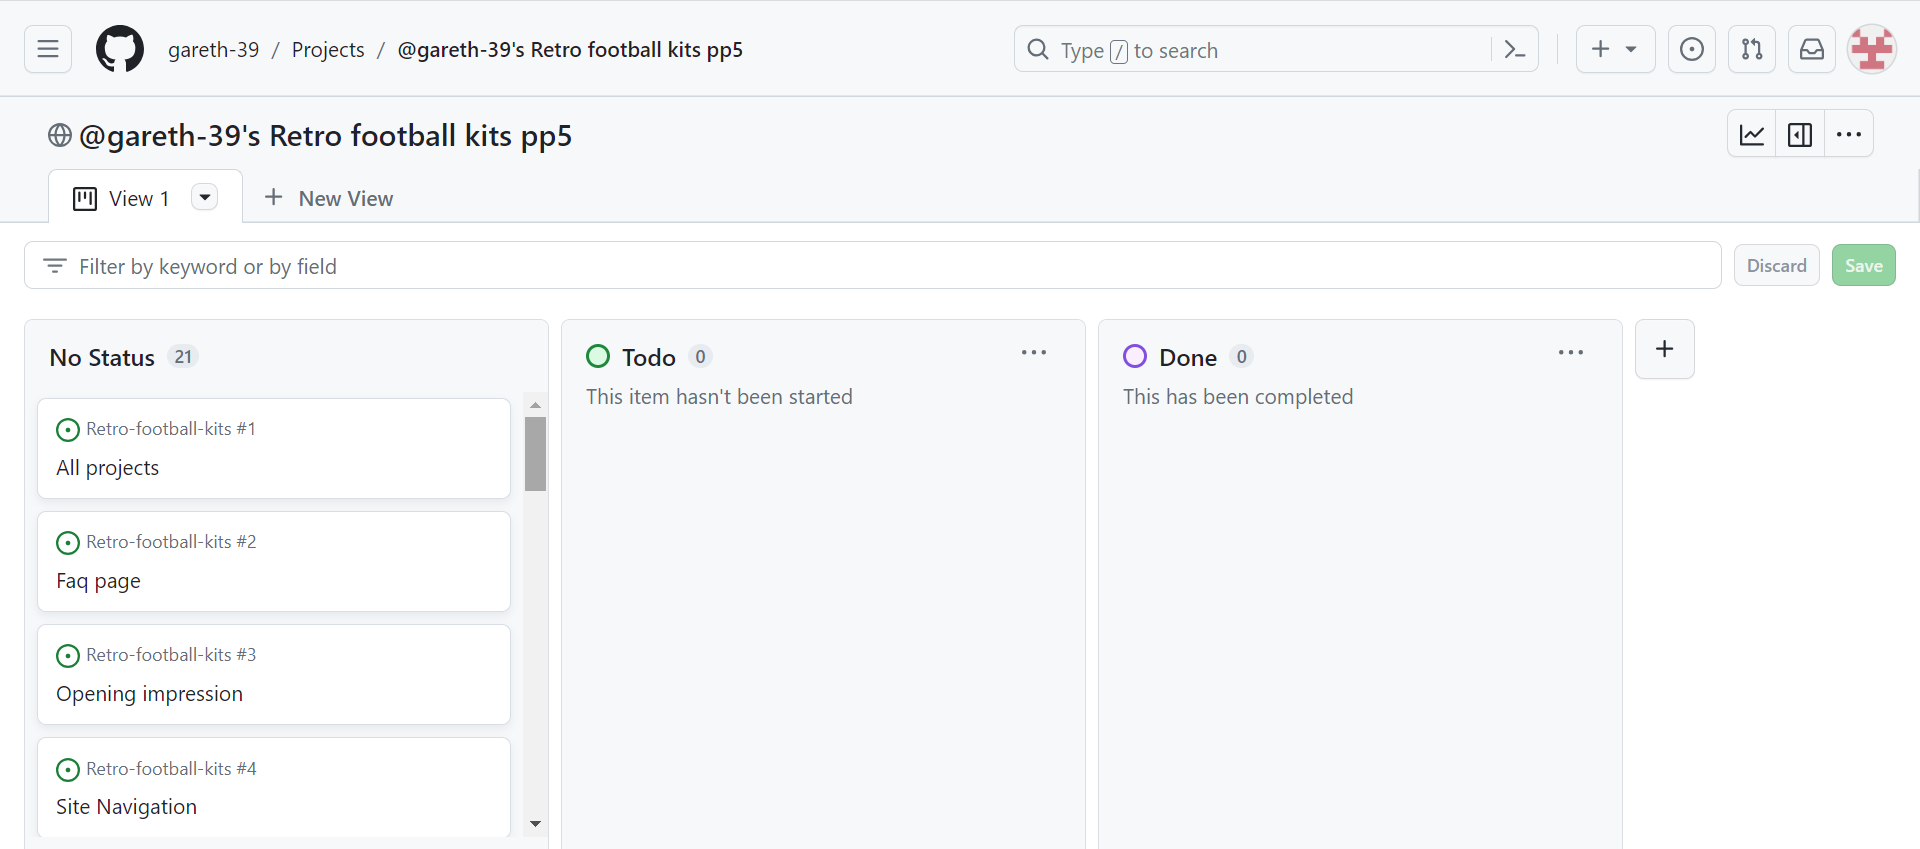 gareth-39 / Projects / @gareth-39's Retro football kits pp5
Type / to search
@gareth-39's Retro football kits pp5
View 1
New View
Filter by keyword or by field
Discard
Save
No Status 21
Retro-football-kits #1
All projects
Retro-football-kits #2
Faq page
Retro-football-kits #3
Opening impression
Retro-football-kits #4
Site Navigation
Todo 0
This item hasn't been started
Done 0
This has been completed